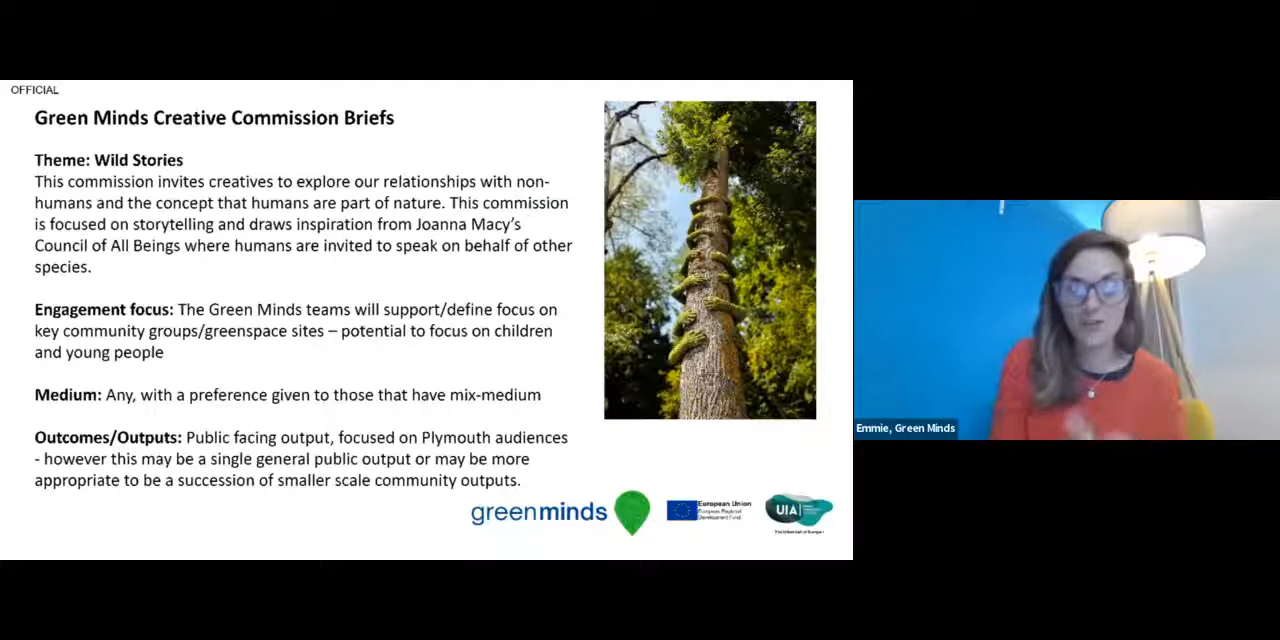 OFFICIAL
Green Minds Creative Commission Briefs
Theme: Wild Stories
This commission invites creatives to explore our relationships with non-
humans and the concept that humans are part of nature. This commission
is focused on storytelling and draws inspiration from Joanna Macy’s
Council of All Beings where humans are invited to speak on behalf of other
species.
Engagement focus: The Green Minds teams will support/define focus on
key community groups/greenspace sites – potential to focus on children
and young people
Medium: Any, with a preference given to those that have mix-medium
Outcomes/Outputs: Public facing output, focused on Plymouth audiences
- however this may be a single general public output or may be more
appropriate to be a succession of smaller scale community outputs.
greenminds
European Union
European Regional
Development Fund
UIA
Emmie, Green Minds